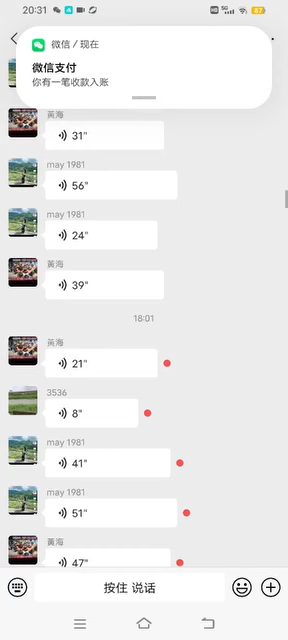 20:31
5G
87
微信 / 现在
微信支付
你有一笔收款入账
黃海
31"
may 1981
56"
may 1981
24"
黃海
39"
18:01
黃海
21"
3536
8"
may 1981
41"
may 1981
51"
黃海
47"
按住 说话